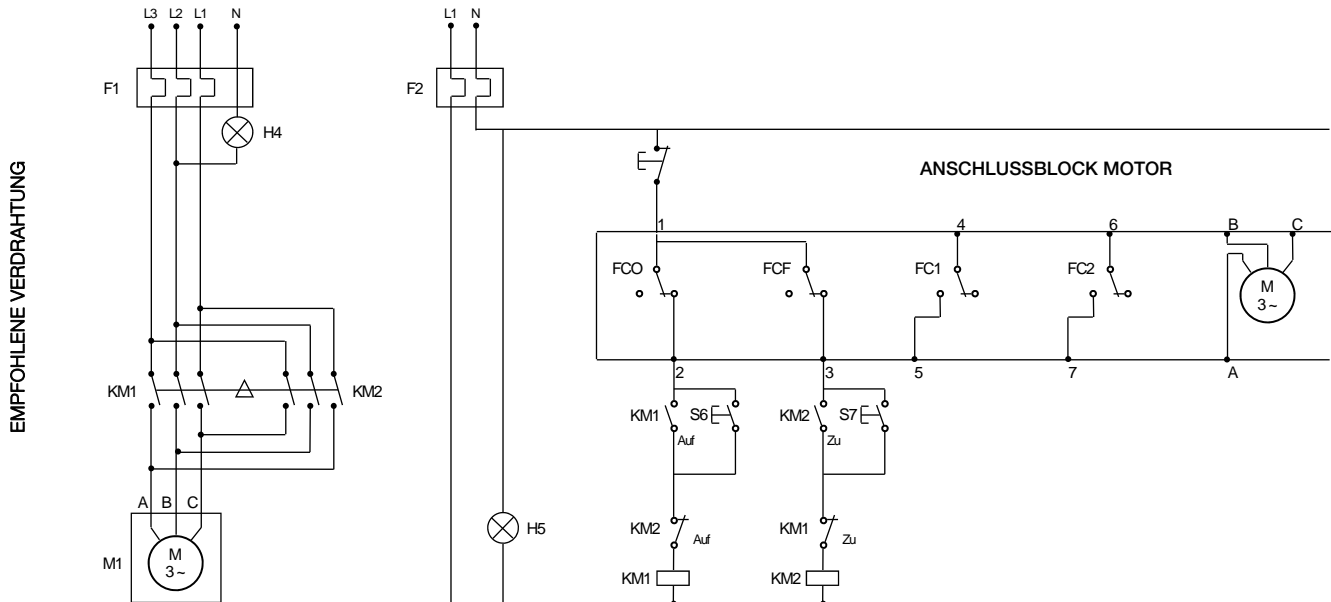 EMPFOHLENE VERDRAHTUNG
L3 L2 L1 N
L1 N
F1
F2
H4
ANSCHLUSSBLOCK MOTOR
1 4 6 B C
FCO FCF FC1 FC2
M
3~
KM1 KM2
2 3 5 7 A
KM1 S6 KM2 S7
Auf Zu
A B C
KM2 Auf KM1 Zu
H5
M1
M
3~
KM1 KM2